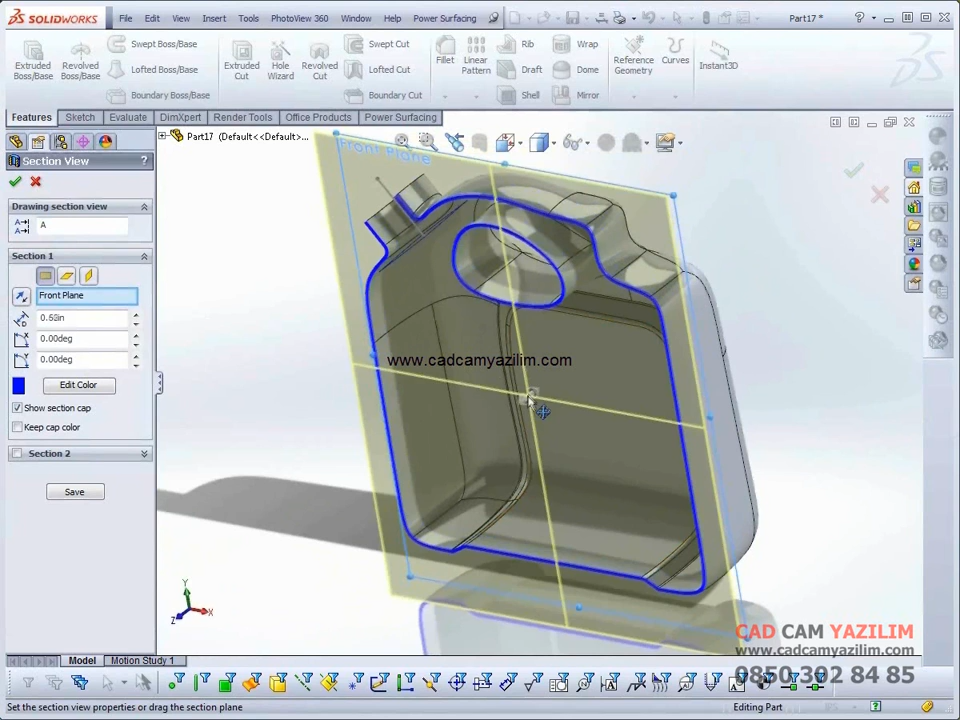 SOLIDWORKS File Edit View Insert Tools PhotoView 360 Window Help Power Surfacing Part17 *
Extruded Boss/Base
Revolved Boss/Base
Swept Boss/Base
Lofted Boss/Base
Boundary Boss/Base
Extruded Cut
Hole Wizard
Revolved Cut
Swept Cut
Lofted Cut
Boundary Cut
Fillet
Linear Pattern
Rib
Draft
Shell
Wrap
Dome
Mirror
Reference Geometry
Curves
Instant3D
Features Sketch Evaluate DimXpert Render Tools Office Products Power Surfacing
Part17 (Default<<Default>...
Section View ?
Drawing section view
A
Section 1
Front Plane
0.00deg
0.00deg
Edit Color
Show section cap
Keep cap color
Section 2
Save
Front Plane
www.cadcamyazilim.com
Y
X
Z
CAD CAM YAZILIM
www.cadcamyazilim.com
0850 302 84 85
Model Motion Study 1
Set the section view properties or drag the section plane
Editing Part